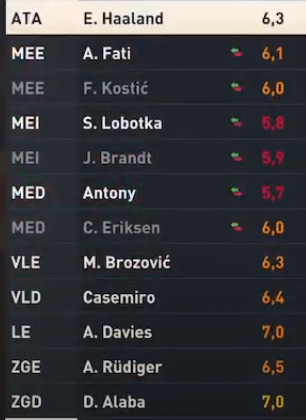 ATA E. Haaland 6,3
MEE A. Fati 6,1
MEE F. Kostić 6,0
MEI S. Lobotka 5,8
MEI J. Brandt 5,9
MED Antony 5,7
MED C. Eriksen 6,0
VLE M. Brozović 6,3
VLD Casemiro 6,4
LE A. Davies 7,0
ZGE A. Rüdiger 6,5
ZGD D. Alaba 7,0